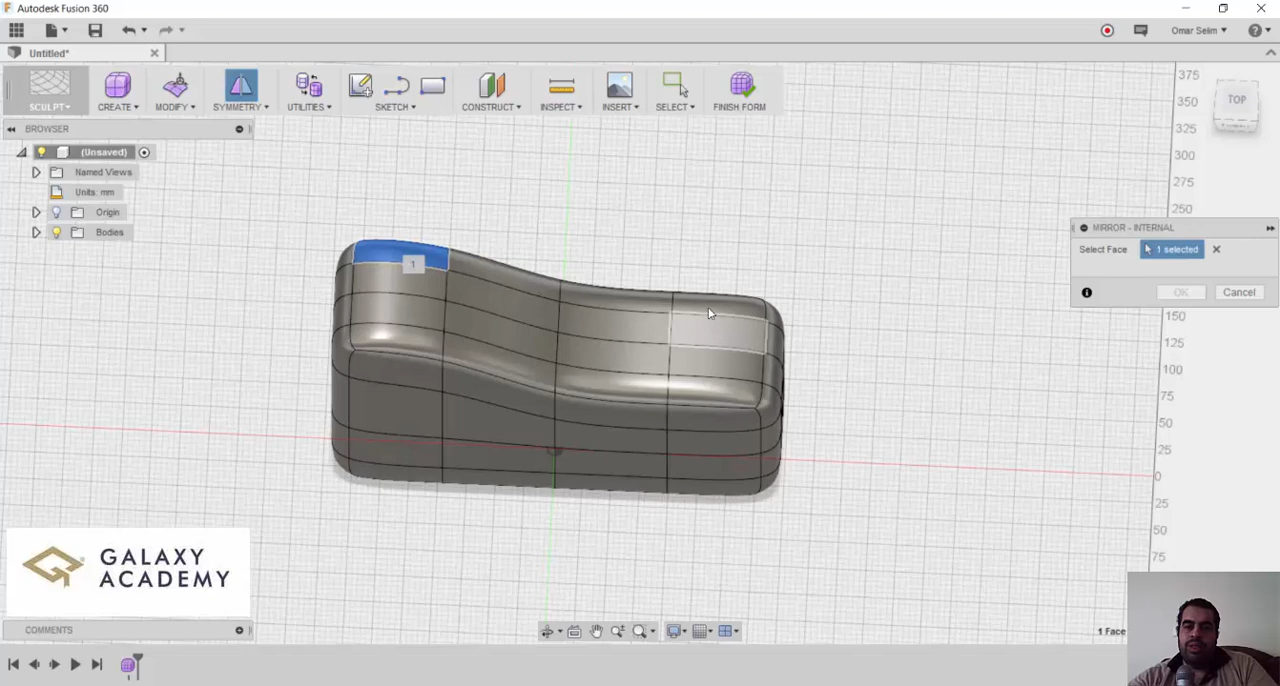 Autodesk Fusion 360
Omar Selim
Untitled*
SCULPT
CREATE
MODIFY
SYMMETRY
UTILITIES
SKETCH
CONSTRUCT
INSPECT
INSERT
SELECT
FINISH FORM
BROWSER
(Unsaved)
Named Views
Units: mm
Origin
Bodies
TOP
375
350
325
300
275
250
MIRROR - INTERNAL
Select Face
1 selected
OK
Cancel
150
125
100
75
50
25
0
25
50
75
1
GALAXY
ACADEMY
COMMENTS
1 Face